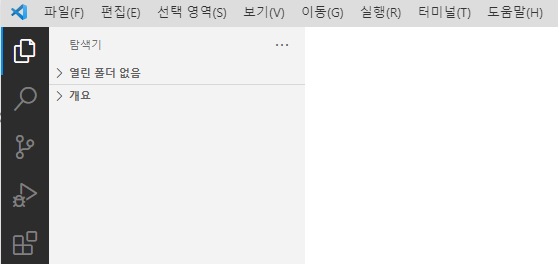 파일(F) 편집(E) 선택 영역(S) 보기(V) 이동(G) 실행(R) 터미널(T) 도움말(H)
탐색기 ···
열린 폴더 없음
개요